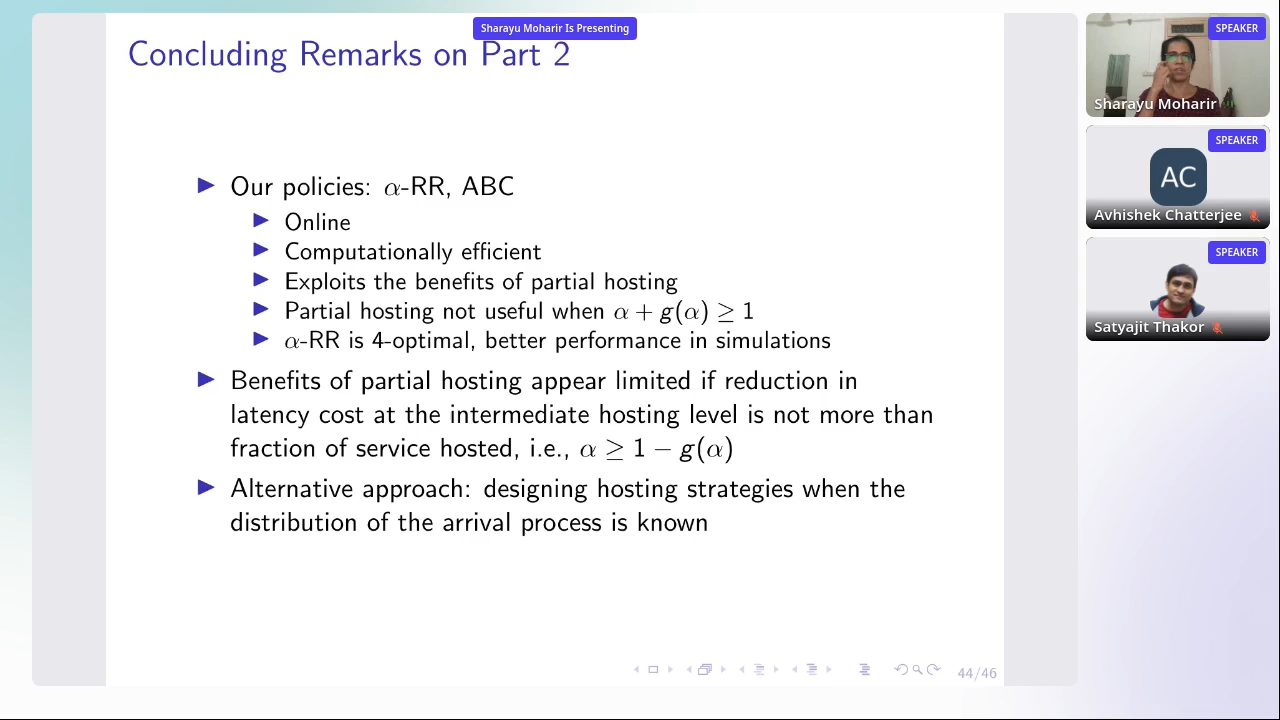 Sharayu Moharir Is Presenting
Concluding Remarks on Part 2
Our policies: α-RR, ABC
Online
Computationally efficient
Exploits the benefits of partial hosting
Partial hosting not useful when α + g(α) ≥ 1
α-RR is 4-optimal, better performance in simulations
Benefits of partial hosting appear limited if reduction in
latency cost at the intermediate hosting level is not more than
fraction of service hosted, i.e., α ≥ 1 − g(α)
Alternative approach: designing hosting strategies when the
distribution of the arrival process is known
44/46
SPEAKER
Sharayu Moharir
SPEAKER
AC
Avhishek Chatterjee
SPEAKER
Satyajit Thakor